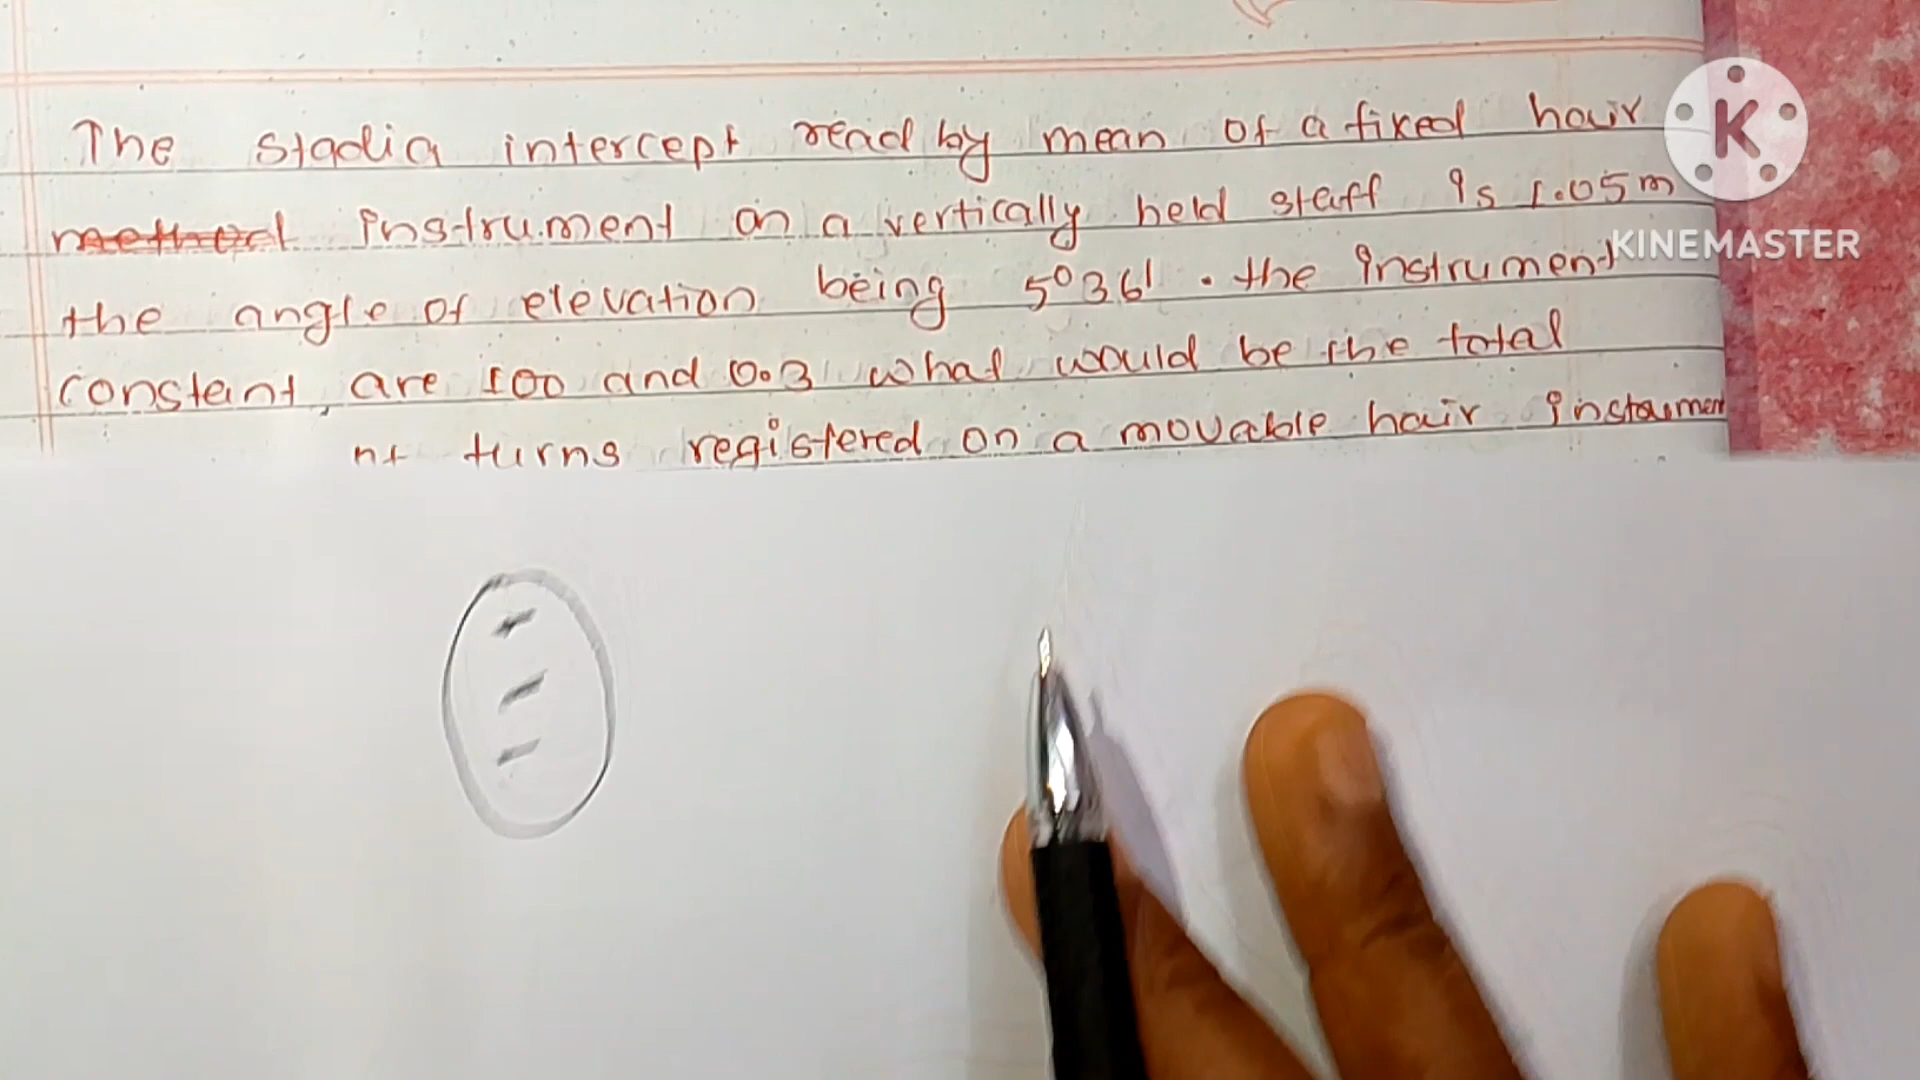 The stadia intercept read by mean of a fixed hair
method instrument on a vertically held staff is 1.05m
the angle of elevation being 5°36' . the instrument
constant are 100 and 0.3 what would be the total
nt turns registered on a movable hair instrument
K
KINEMASTER